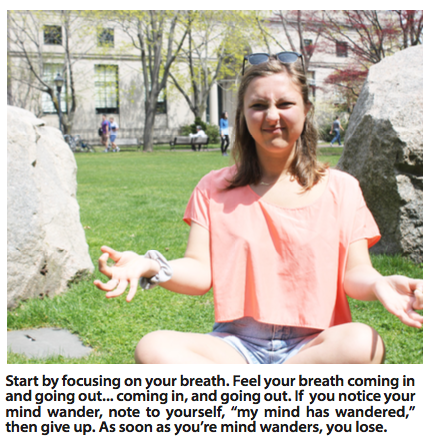 Start by focusing on your breath. Feel your breath coming in
and going out... coming in, and going out. If you notice your
mind wander, note to yourself, “my mind has wandered,”
then give up. As soon as you’re mind wanders, you lose.